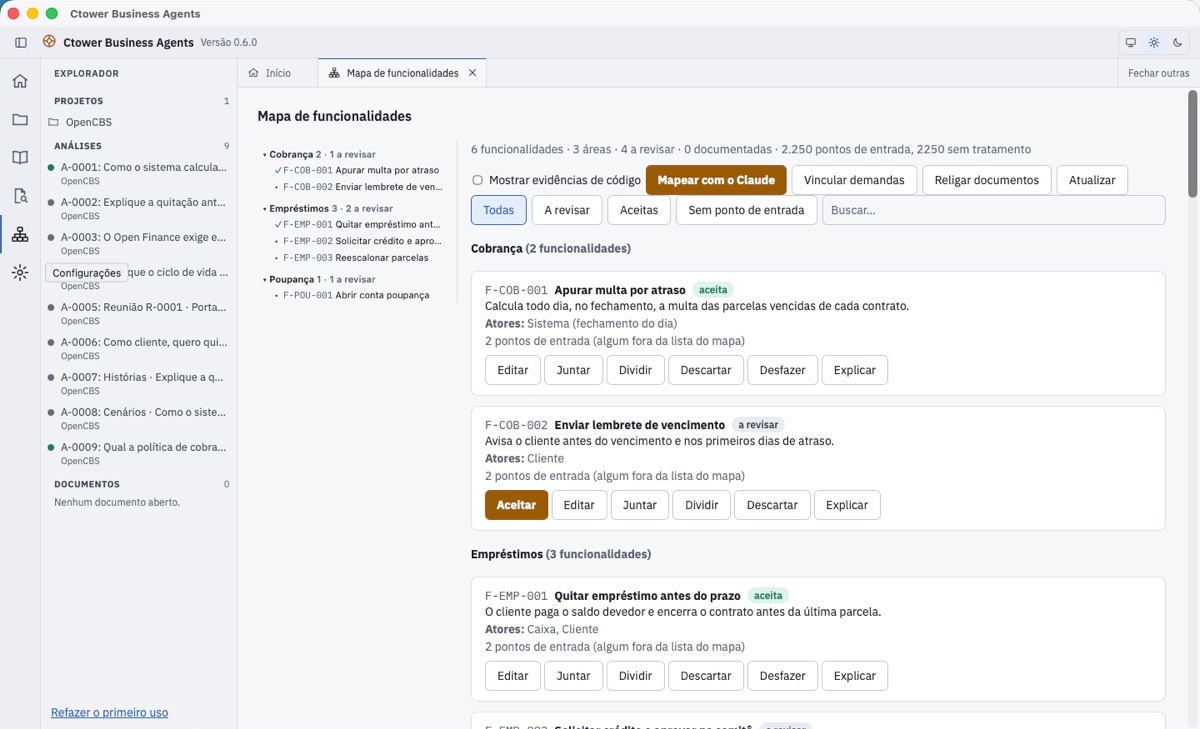 Ctower Business Agents
Ctower Business Agents Versão 0.6.0
EXPLORADOR
PROJETOS 1
OpenCBS
ANÁLISES 9
A-0001: Como o sistema calcula...
OpenCBS
A-0002: Explique a quitação ant...
OpenCBS
A-0003: O Open Finance exige e...
OpenCBS
Configurações que o ciclo de vida ...
OpenCBS
A-0005: Reunião R-0001 · Porta...
OpenCBS
A-0006: Como cliente, quero qui...
OpenCBS
A-0007: Histórias · Explique a q...
OpenCBS
A-0008: Cenários · Como o siste...
OpenCBS
A-0009: Qual a política de cobra...
OpenCBS
DOCUMENTOS 0
Nenhum documento aberto.
Refazer o primeiro uso
Início
Mapa de funcionalidades
Fechar outras
Mapa de funcionalidades
Cobrança 2 · 1 a revisar
F-COB-001 Apurar multa por atraso
F-COB-002 Enviar lembrete de ven...
Empréstimos 3 · 2 a revisar
F-EMP-001 Quitar empréstimo ant...
F-EMP-002 Solicitar crédito e apro...
F-EMP-003 Reescalonar parcelas
Poupança 1 · 1 a revisar
F-POU-001 Abrir conta poupança
6 funcionalidades · 3 áreas · 4 a revisar · 0 documentadas · 2.250 pontos de entrada, 2250 sem tratamento
Mostrar evidências de código Mapear com o Claude Vincular demandas Religar documentos Atualizar
Todas A revisar Aceitas Sem ponto de entrada Buscar...
Cobrança (2 funcionalidades)
F-COB-001 Apurar multa por atraso aceita
Calcula todo dia, no fechamento, a multa das parcelas vencidas de cada contrato.
Atores: Sistema (fechamento do dia)
2 pontos de entrada (algum fora da lista do mapa)
Editar Juntar Dividir Descartar Desfazer Explicar
F-COB-002 Enviar lembrete de vencimento a revisar
Avisa o cliente antes do vencimento e nos primeiros dias de atraso.
Atores: Cliente
2 pontos de entrada (algum fora da lista do mapa)
Aceitar Editar Juntar Dividir Descartar Explicar
Empréstimos (3 funcionalidades)
F-EMP-001 Quitar empréstimo antes do prazo aceita
O cliente paga o saldo devedor e encerra o contrato antes da última parcela.
Atores: Caixa, Cliente
2 pontos de entrada (algum fora da lista do mapa)
Editar Juntar Dividir Descartar Desfazer Explicar
F-EMP-002 Solicitar crédito e aprovar no comitê a revisar